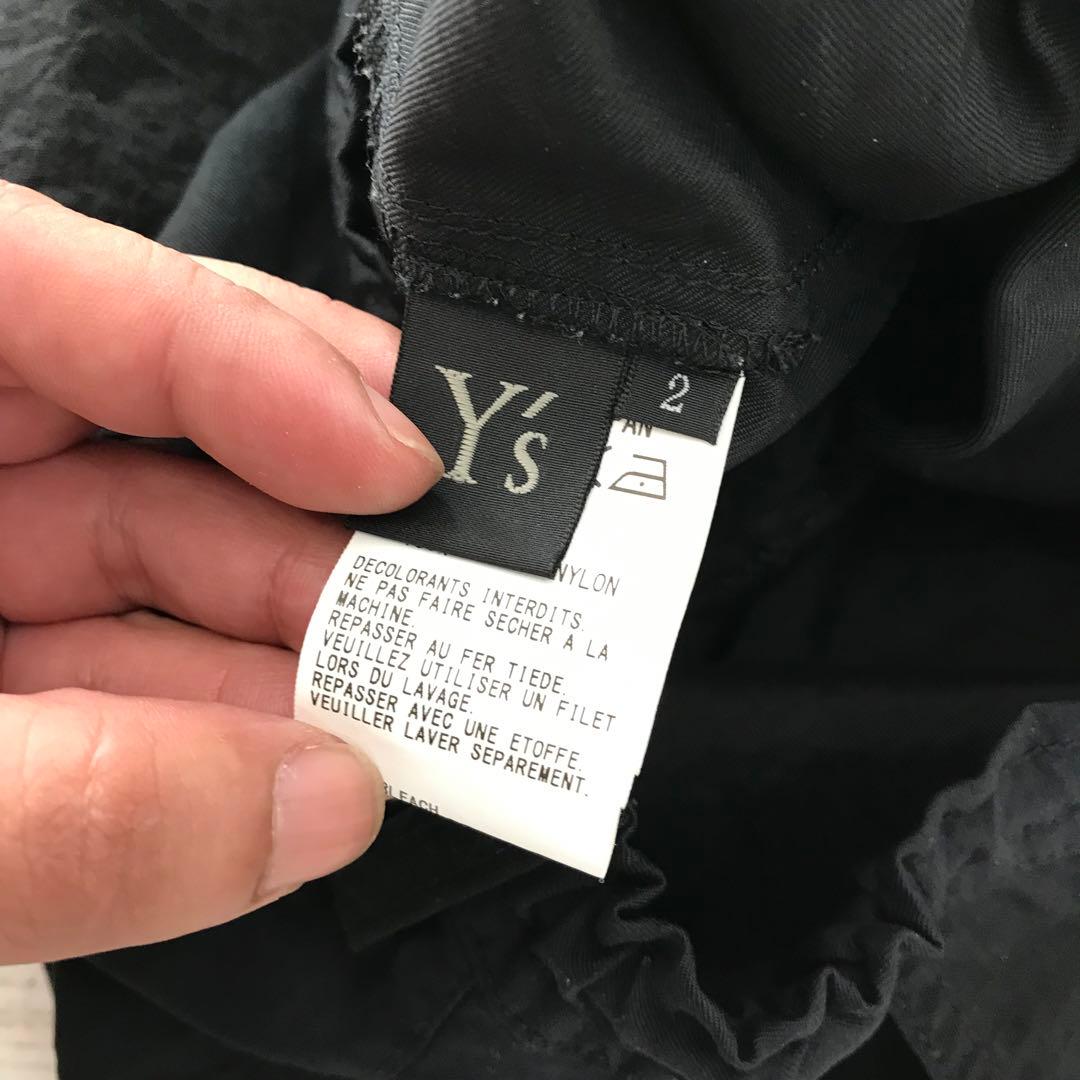 Y's
2
AN
NYLON
DECOLORANTS INTERDITS
NE PAS FAIRE SECHER A LA
MACHINE.
REPASSER AU FER TIEDE.
VEUILLEZ UTILISER UN FILET
LORS DU LAVAGE.
REPASSER AVEC UNE ETOFFE.
VEUILLER LAVER SEPAREMENT.
BLEACH